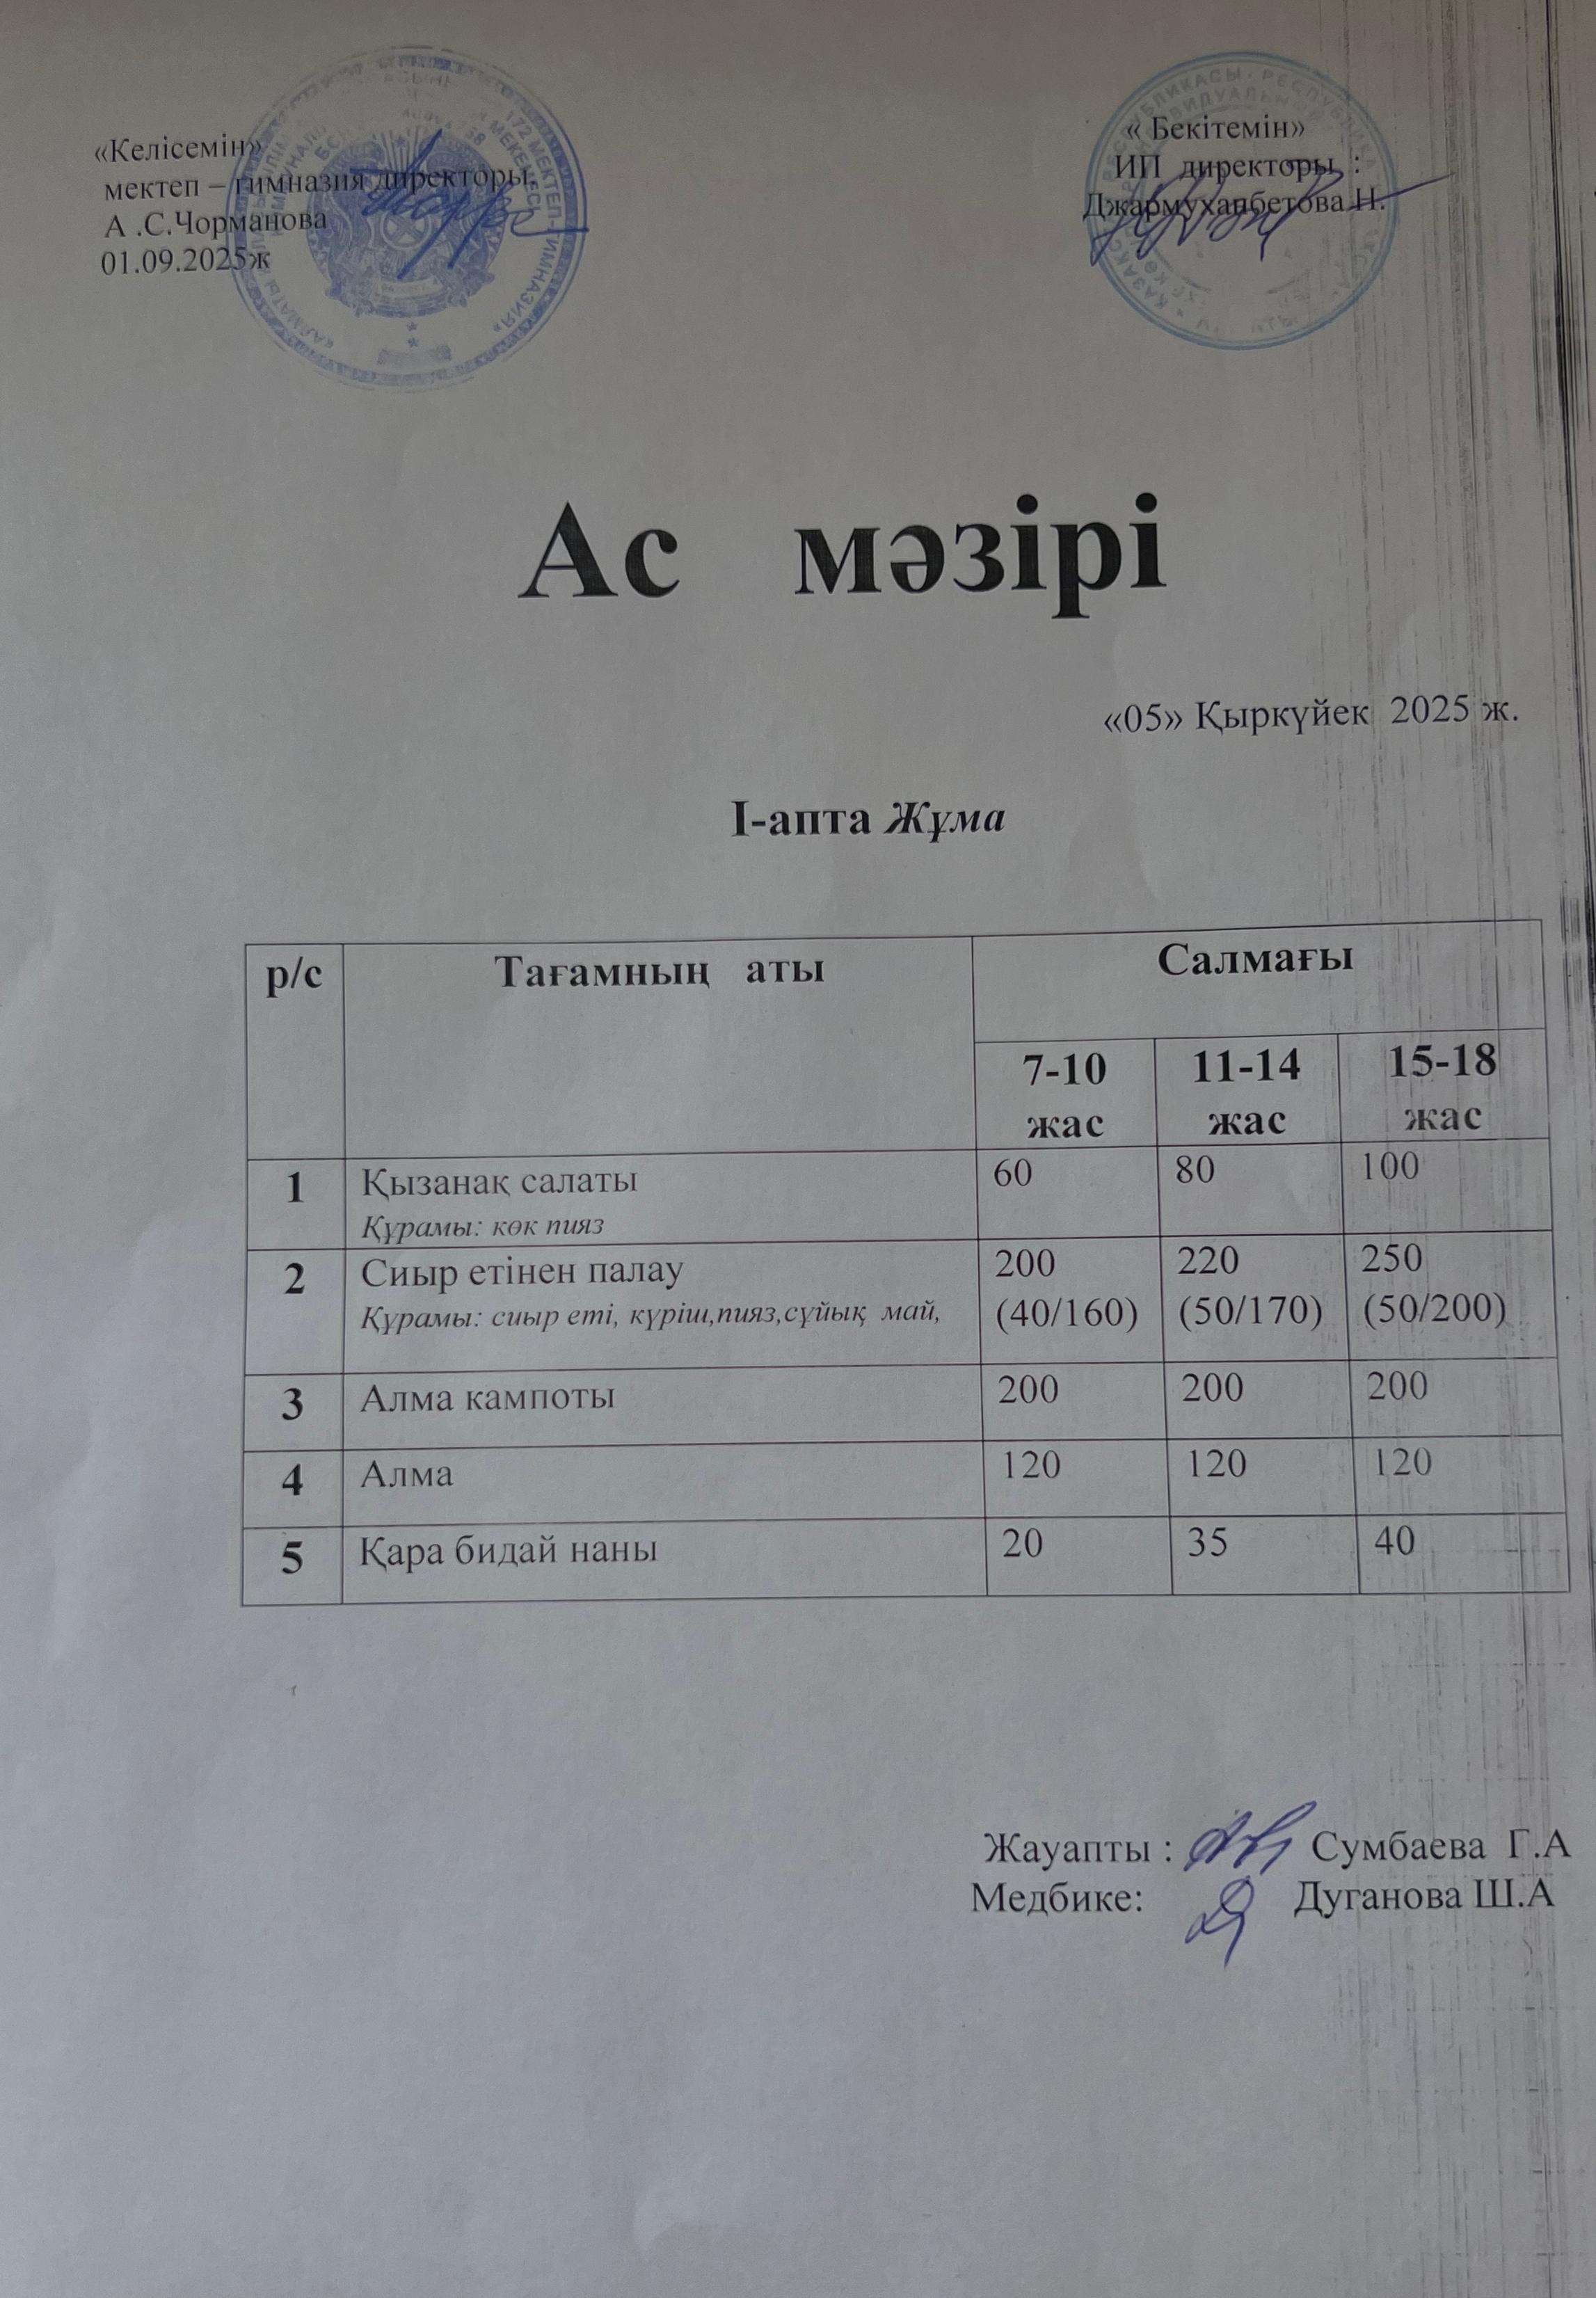 «Келісемін»
мектеп – гимназия директоры
А .С.Чорманова
01.09.2025ж
« Бекітемін»
ИП директоры :
Джармуханбетова Н.
Ас мәзірі
«05» Қыркүйек 2025 ж.
І-апта Жұма
р/с Тағамның аты Салмағы
7-10 жас 11-14 жас 15-18 жас
1 Қызанақ салаты 60 80 100
Құрамы: көк пияз
2 Сиыр етінен палау 200 220 250
Құрамы: сиыр еті, күріш,пияз,сұйық май, (40/160) (50/170) (50/200)
3 Алма кампоты 200 200 200
4 Алма 120 120 120
5 Қара бидай наны 20 35 40
Жауапты : Сумбаева Г.А
Медбике: Дуганова Ш.А